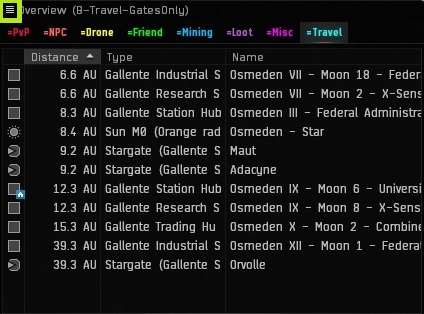 Overview (B-Travel-GatesOnly)
=PvP =NPC =Drone =Friend =Mining =Loot =Misc =Travel
Distance Type Name
6.6 AU Gallente Industrial S Osmeden VII - Moon 18 - Feder
6.6 AU Gallente Research S Osmeden VII - Moon 2 - X-Sens
8.3 AU Gallente Station Hub Osmeden III - Federal Administra
8.4 AU Sun M0 (Orange rad Osmeden - Star
9.2 AU Stargate (Gallente S Maut
9.2 AU Stargate (Gallente S Adacyne
12.3 AU Gallente Station Hub Osmeden IX - Moon 6 - Universi
12.3 AU Gallente Research S Osmeden IX - Moon 8 - X-Sens
15.3 AU Gallente Trading Hu Osmeden X - Moon 2 - Combine
39.3 AU Gallente Industrial S Osmeden XII - Moon 1 - Federat
39.3 AU Stargate (Gallente S Orvolle